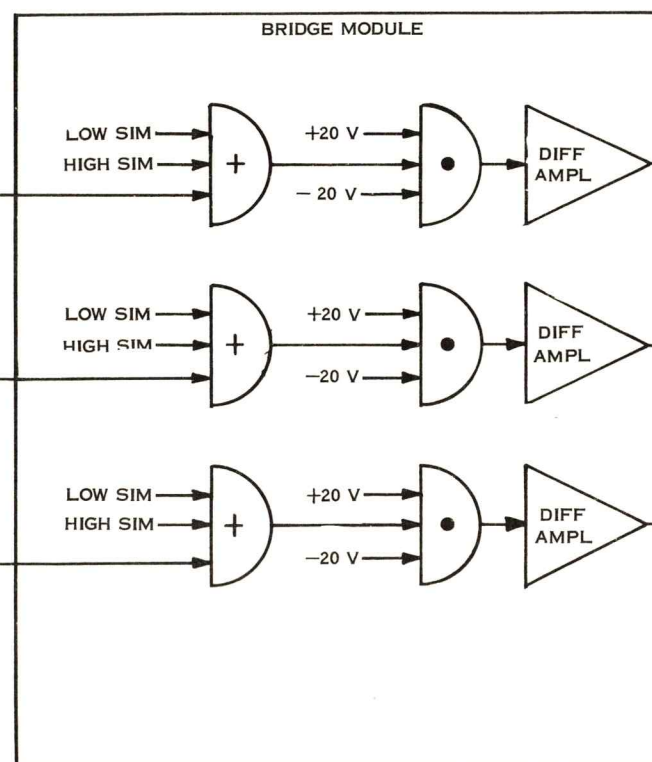 BRIDGE MODULE
LOW SIM
HIGH SIM
+
+20 V
− 20 V
•
DIFF
AMPL
LOW SIM
HIGH SIM
+
+20 V
−20 V
•
DIFF
AMPL
LOW SIM
HIGH SIM
+
+20 V
−20 V
•
DIFF
AMPL